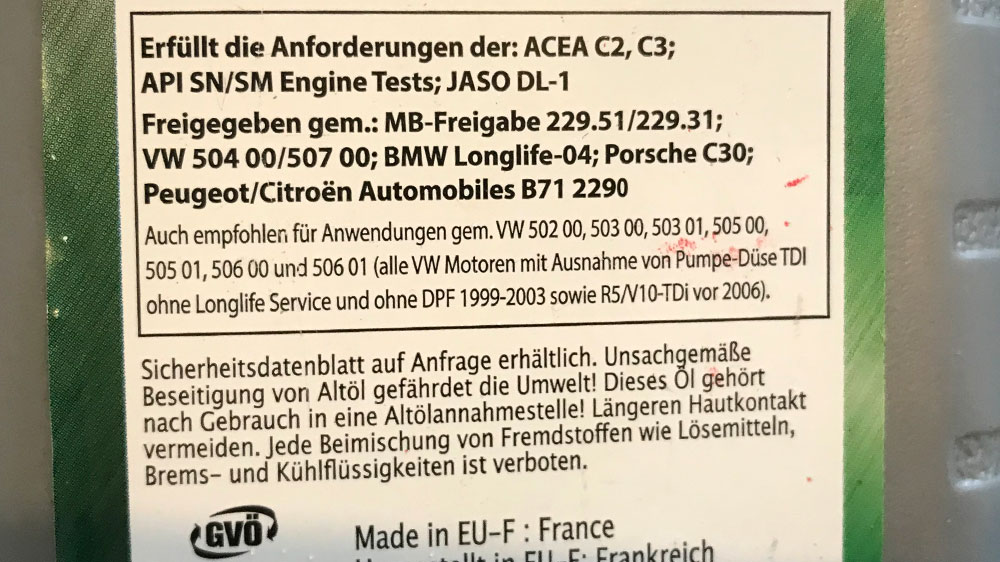 Erfüllt die Anforderungen der: ACEA C2, C3;
API SN/SM Engine Tests; JASO DL-1
Freigegeben gem.: MB-Freigabe 229.51/229.31;
VW 504 00/507 00; BMW Longlife-04; Porsche C30;
Peugeot/Citroën Automobiles B71 2290
Auch empfohlen für Anwendungen gem. VW 502 00, 503 00, 503 01, 505 00,
505 01, 506 00 und 506 01 (alle VW Motoren mit Ausnahme von Pumpe-Düse TDI
ohne Longlife Service und ohne DPF 1999-2003 sowie R5/V10-TDi vor 2006).
Sicherheitsdatenblatt auf Anfrage erhältlich. Unsachgemäße
Beseitigung von Altöl gefährdet die Umwelt! Dieses Öl gehört
nach Gebrauch in eine Altölannahmestelle! Längeren Hautkontakt
vermeiden. Jede Beimischung von Fremdstoffen wie Lösemitteln,
Brems- und Kühlflüssigkeiten ist verboten.
GVÖ
Made in EU-F : France
in EU-F: Frankreich